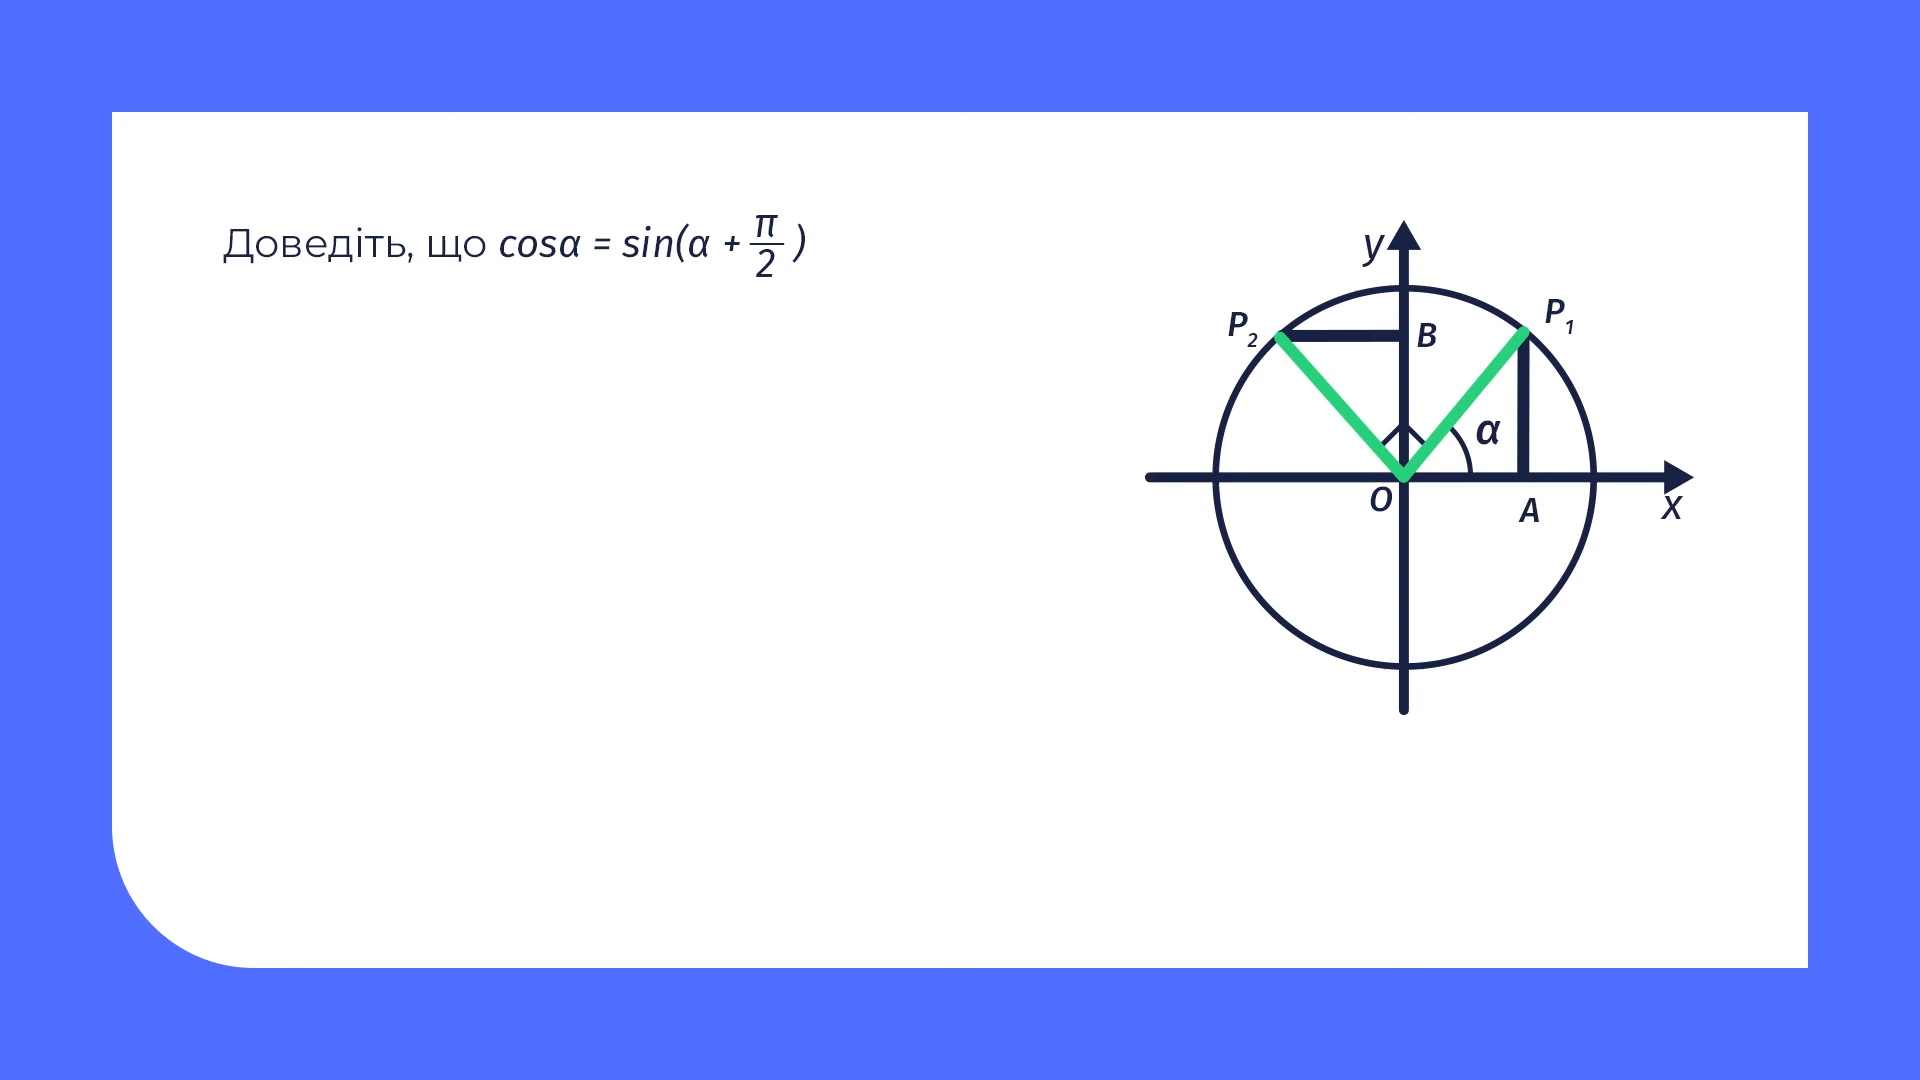 Доведіть, що cosα = sin(α + π/2)
y
P₂
B
P₁
α
O
A
x